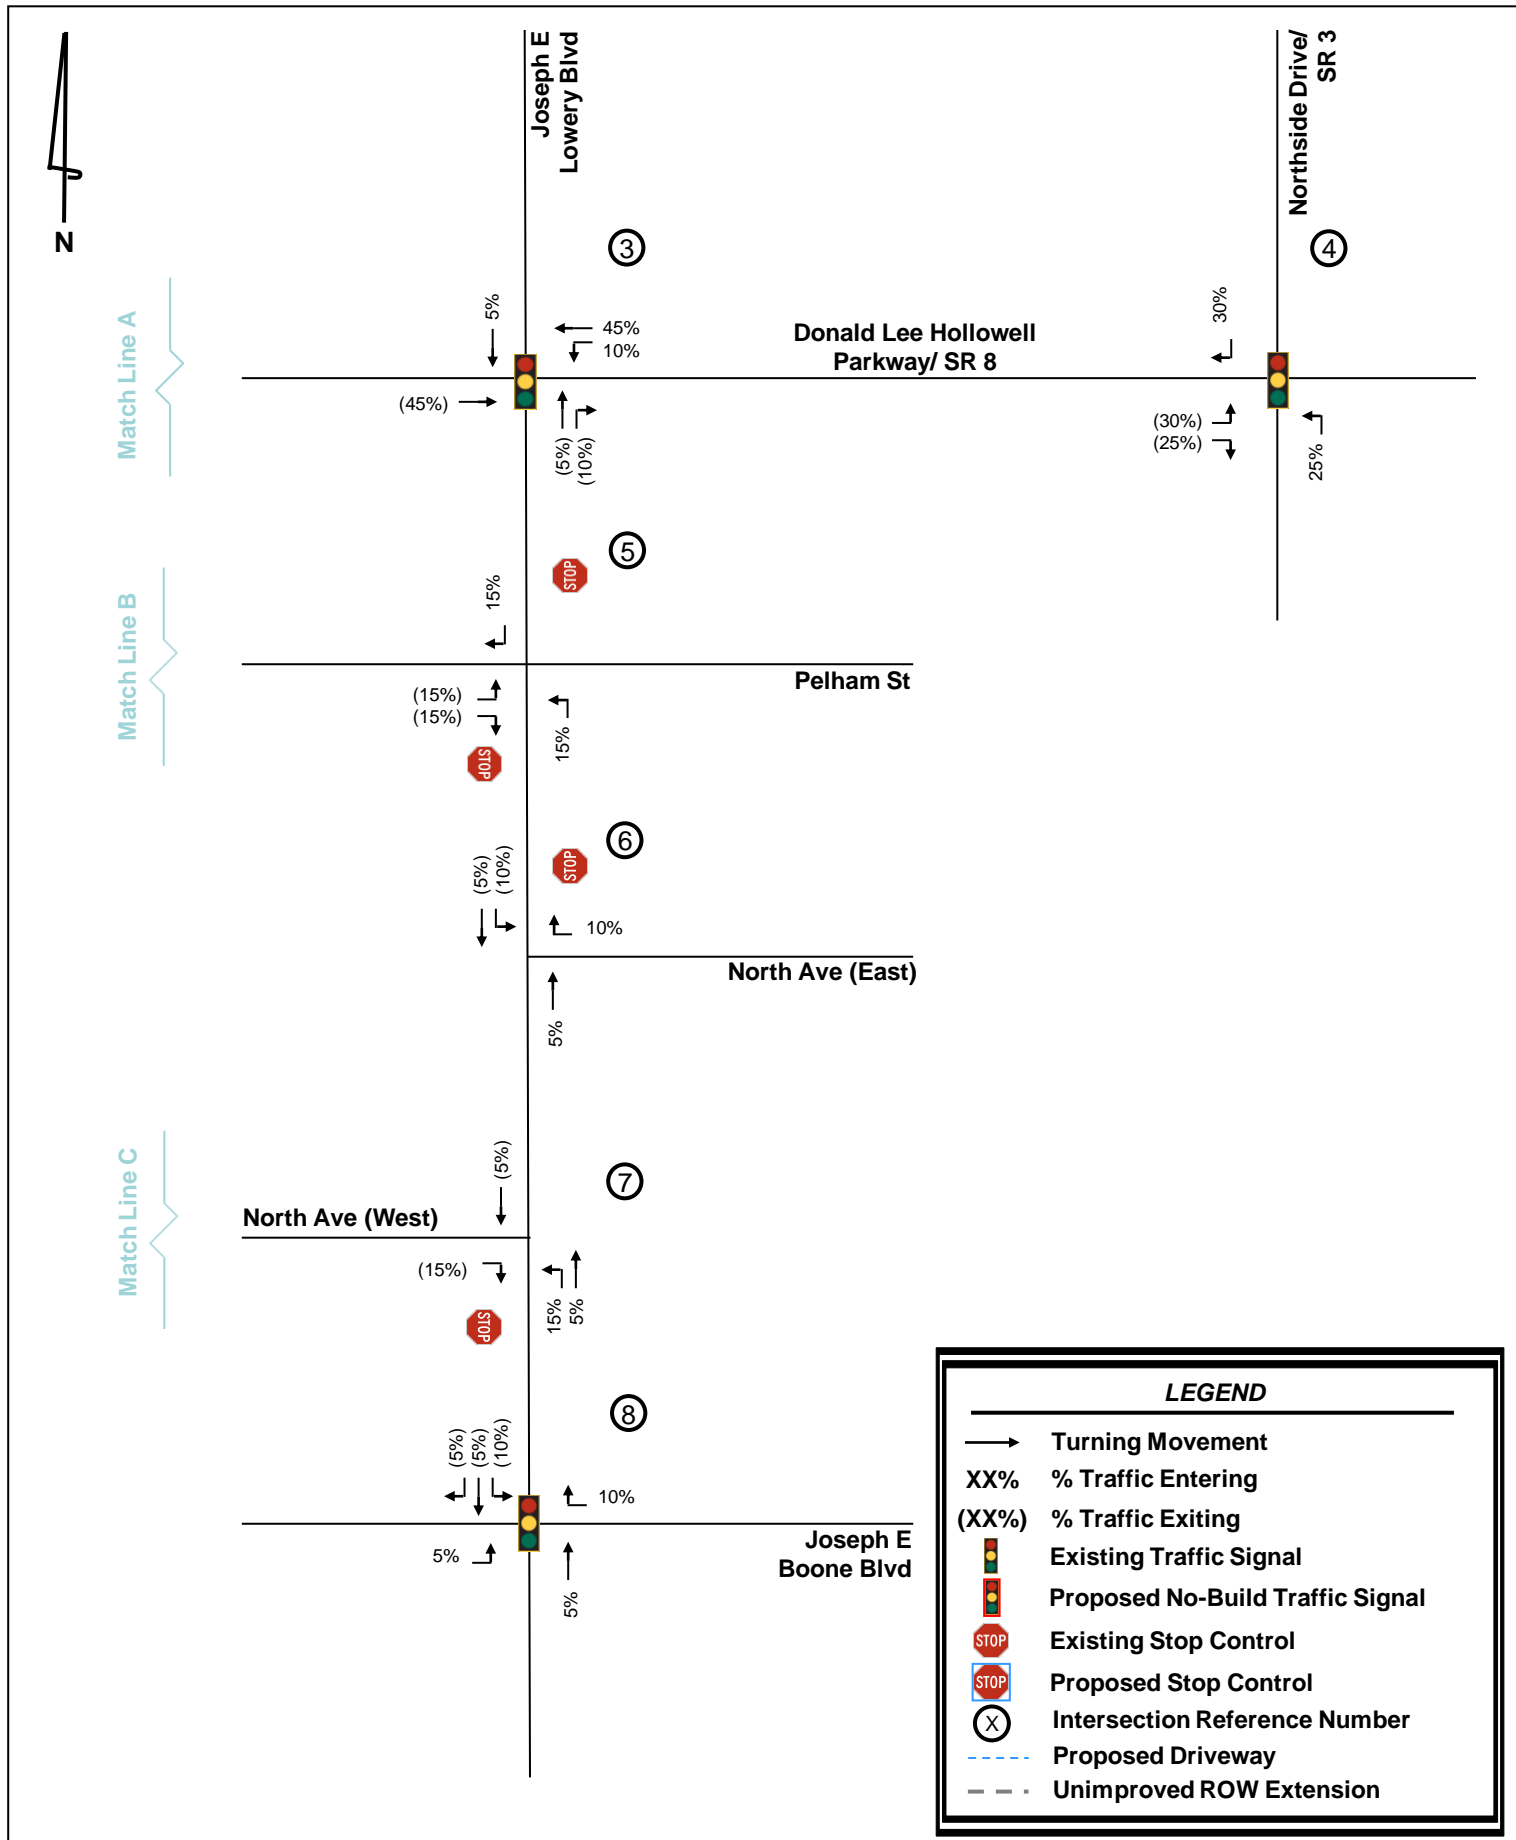 Joseph E
Lowery Blvd
Northside Drive/
SR 3
N
3
4
Match Line A
5%
45%
10%
Donald Lee Hollowell
Parkway/ SR 8
30%
(45%)
(5%)
(10%)
(30%)
(25%)
25%
5
STOP
Match Line B
15%
Pelham St
(15%)
(15%)
15%
STOP
6
STOP
(5%)
(10%)
10%
North Ave (East)
5%
Match Line C
(5%)
7
North Ave (West)
(15%)
15%
5%
STOP
8
(5%)
(5%)
(10%)
10%
Joseph E
Boone Blvd
5%
5%
LEGEND
Turning Movement
XX% % Traffic Entering
(XX%) % Traffic Exiting
Existing Traffic Signal
Proposed No-Build Traffic Signal
STOP Existing Stop Control
STOP Proposed Stop Control
X Intersection Reference Number
Proposed Driveway
Unimproved ROW Extension